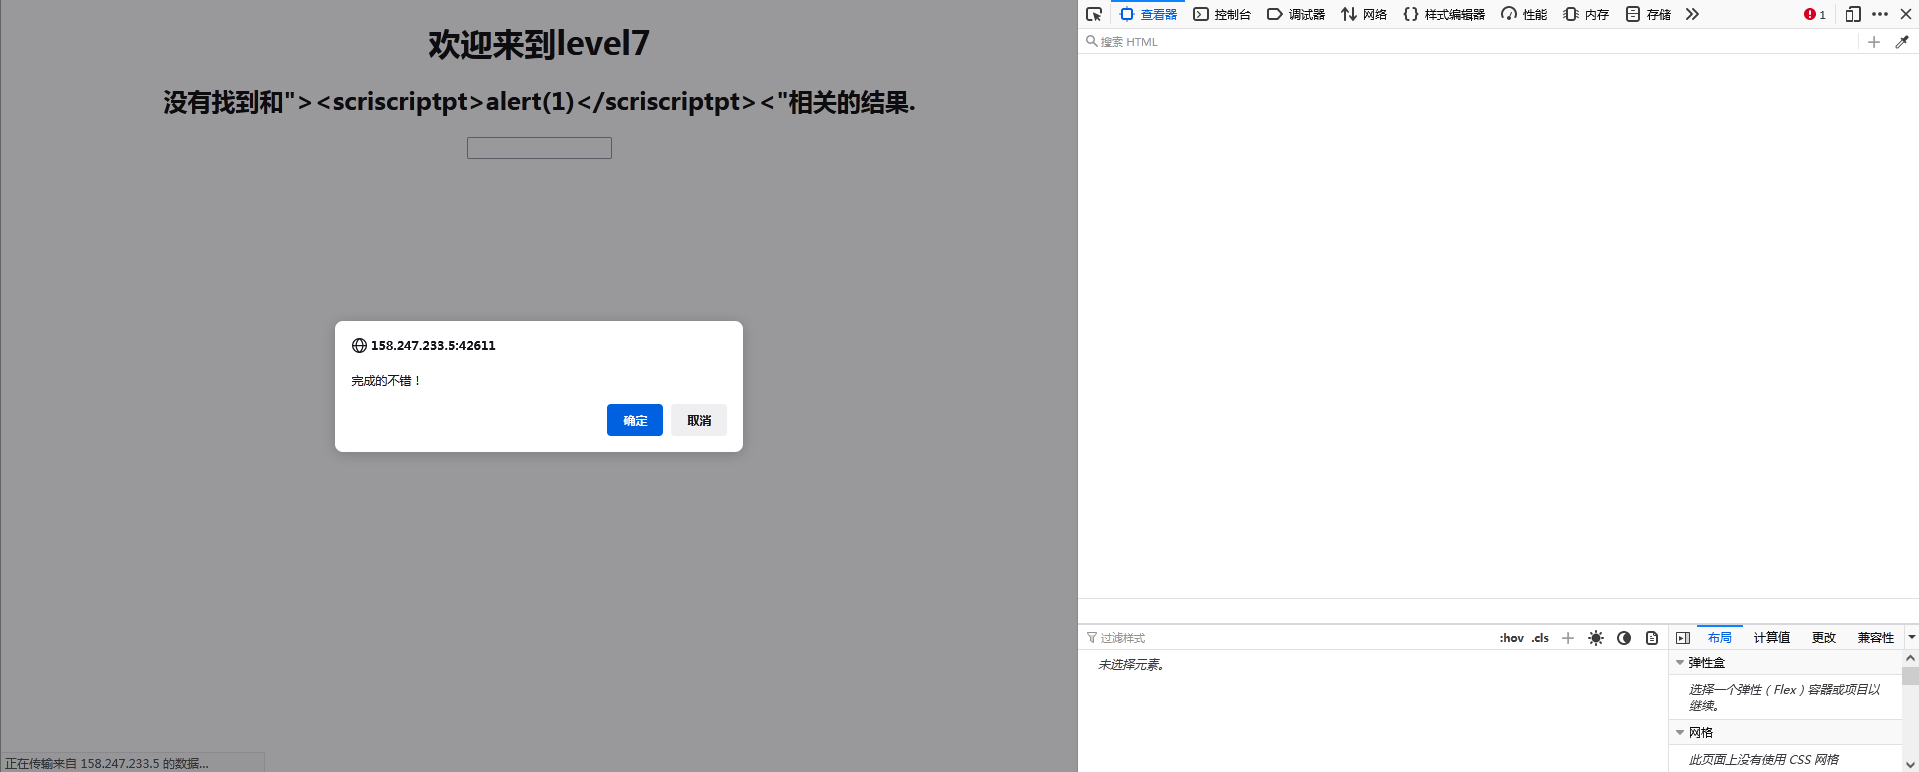 欢迎来到level7
没有找到和"><scriscriptpt>alert(1)</scriscriptpt><"相关的结果.
158.247.233.5:42611
完成的不错！
确定 取消
正在传输来自 158.247.233.5 的数据...
查看器 控制台 调试器 网络 样式编辑器 性能 内存 存储 1
搜索 HTML
过滤样式 :hov .cls
未选择元素。
布局 计算值 更改 兼容性
弹性盒
选择一个弹性（Flex）容器或项目以
继续。
网格
此页面上没有使用 CSS 网格